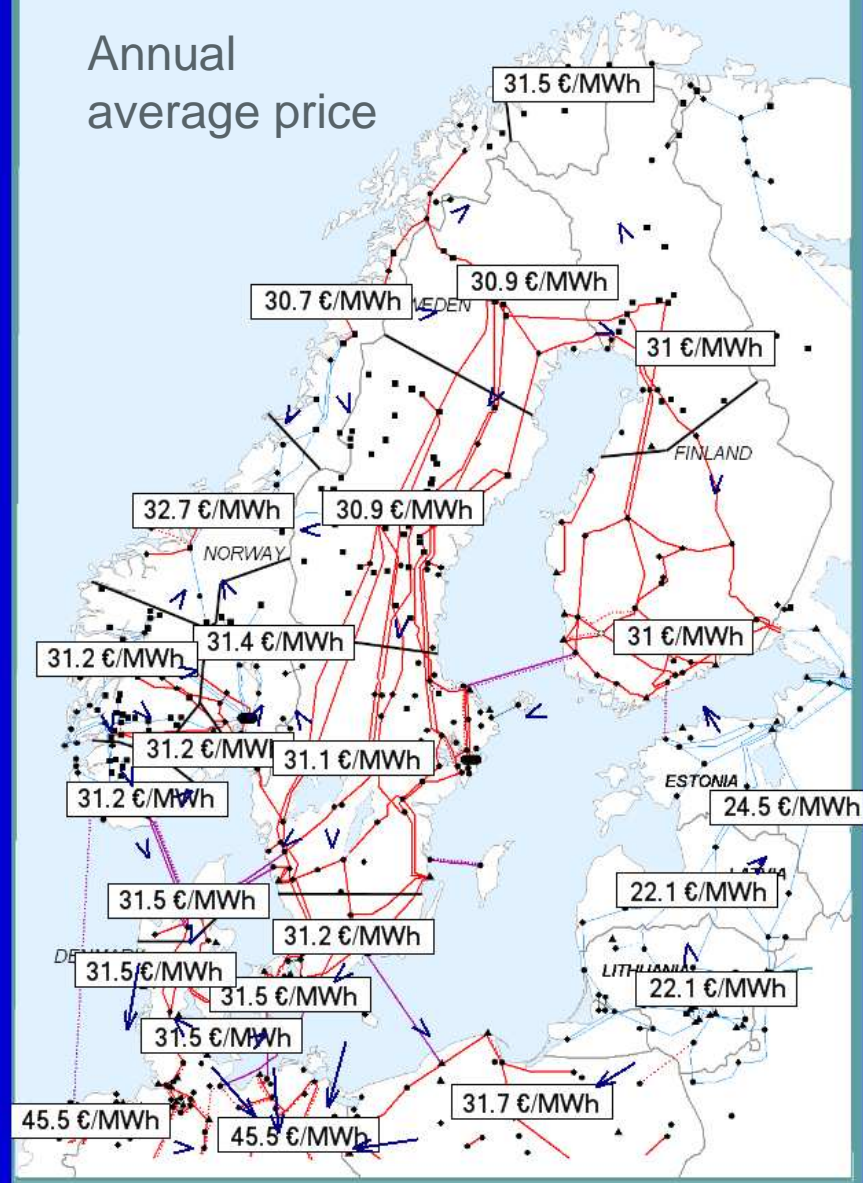 Annual
average price
31.5 €/MWh
30.9 €/MWh
30.7 €/MWh
31 €/MWh
FINLAND
32.7 €/MWh
30.9 €/MWh
NORWAY
31.4 €/MWh
31 €/MWh
31.2 €/MWh
31.2 €/MWh
31.1 €/MWh
ESTONIA
31.2 €/MWh
24.5 €/MWh
LATVIA
31.5 €/MWh
22.1 €/MWh
31.2 €/MWh
DENMARK
31.5 €/MWh
LITHUANIA
31.5 €/MWh
22.1 €/MWh
31.5 €/MWh
31.7 €/MWh
45.5 €/MWh
45.5 €/MWh